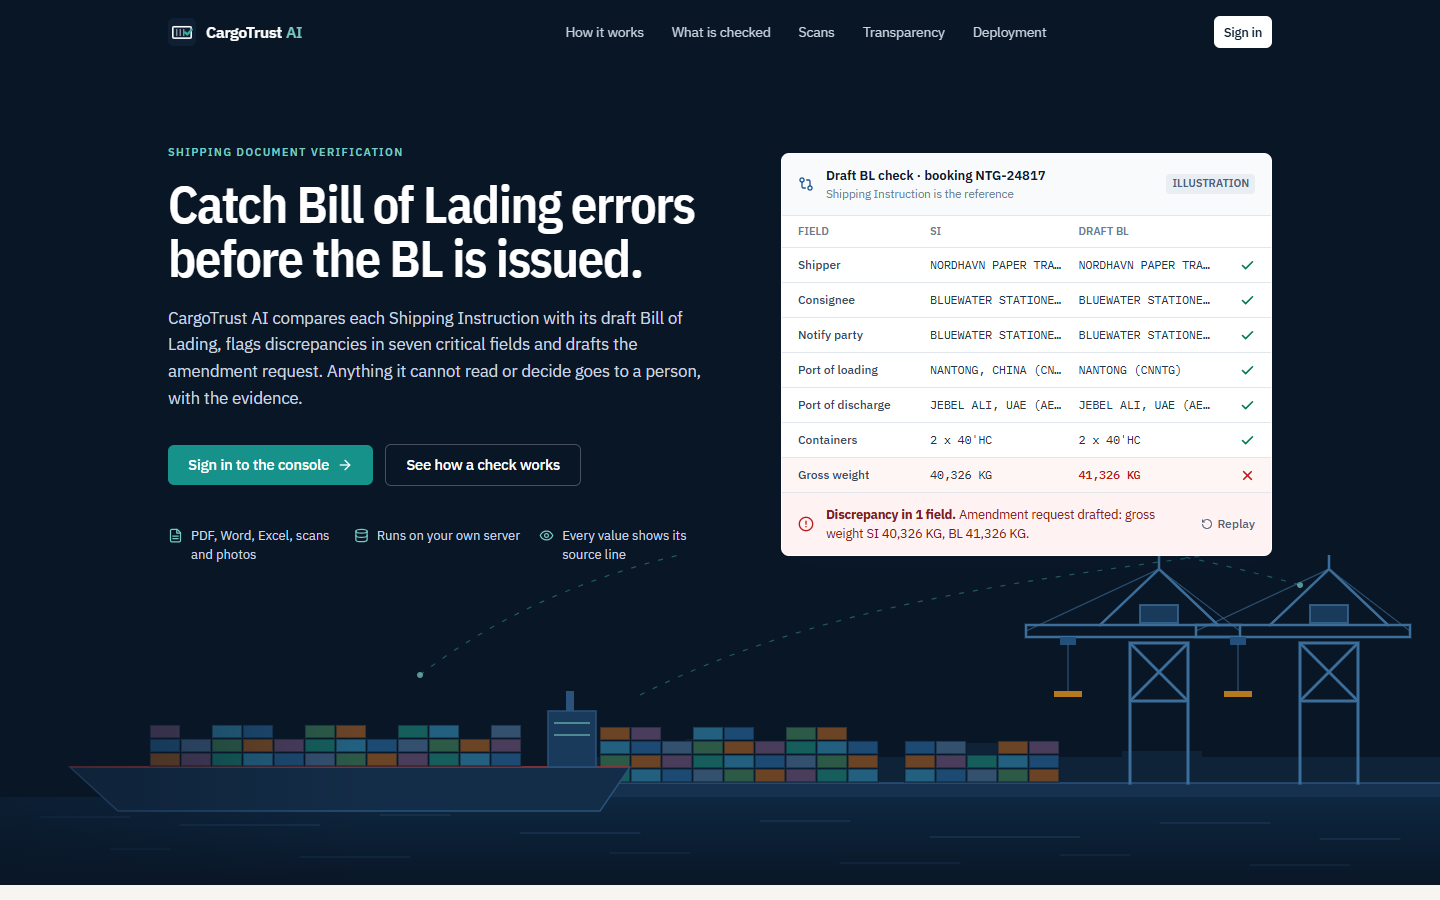 CargoTrust AI
How it works
What is checked
Scans
Transparency
Deployment
Sign in
SHIPPING DOCUMENT VERIFICATION
Catch Bill of Lading errors
before the BL is issued.
CargoTrust AI compares each Shipping Instruction with its draft Bill of
Lading, flags discrepancies in seven critical fields and drafts the
amendment request. Anything it cannot read or decide goes to a person,
with the evidence.
Sign in to the console
See how a check works
PDF, Word, Excel, scans
and photos
Runs on your own server
Every value shows its
source line
Draft BL check · booking NTG-24817
Shipping Instruction is the reference
ILLUSTRATION
FIELD SI DRAFT BL
Shipper NORDHAVN PAPER TRA… NORDHAVN PAPER TRA…
Consignee BLUEWATER STATIONE… BLUEWATER STATIONE…
Notify party BLUEWATER STATIONE… BLUEWATER STATIONE…
Port of loading NANTONG, CHINA (CN… NANTONG (CNNTG)
Port of discharge JEBEL ALI, UAE (AE… JEBEL ALI, UAE (AE…
Containers 2 x 40'HC 2 x 40'HC
Gross weight 40,326 KG 41,326 KG
Discrepancy in 1 field. Amendment request drafted: gross
weight SI 40,326 KG, BL 41,326 KG.
Replay